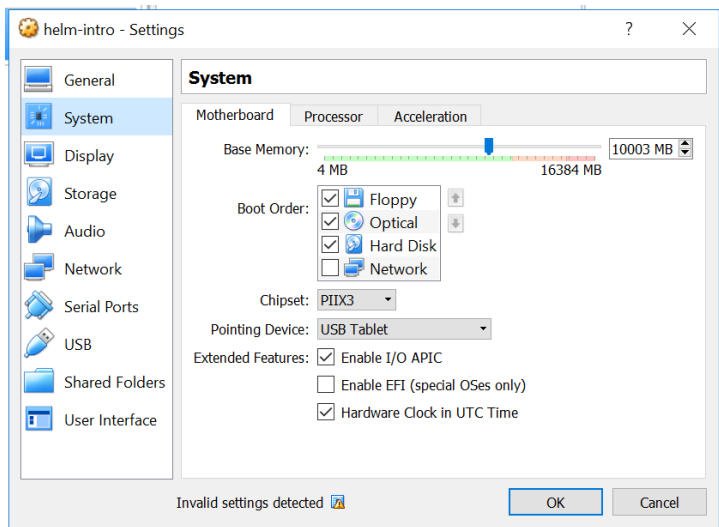 helm-intro - Settings
?
General
System
Display
Storage
Audio
Network
Serial Ports
USB
Shared Folders
User Interface
System
Motherboard Processor Acceleration
Base Memory: 10003 MB
4 MB 16384 MB
Boot Order:
Floppy
Optical
Hard Disk
Network
Chipset: PIIX3
Pointing Device: USB Tablet
Extended Features: Enable I/O APIC
Enable EFI (special OSes only)
Hardware Clock in UTC Time
Invalid settings detected OK Cancel